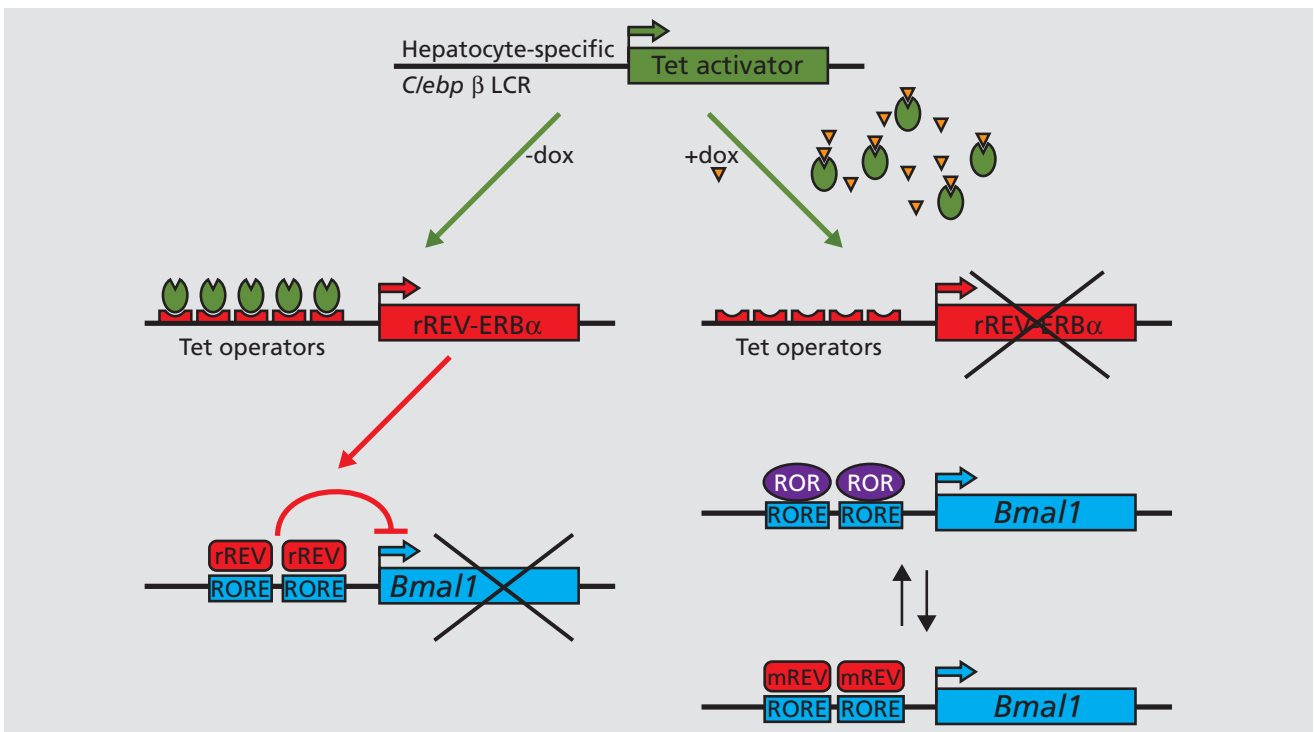 Hepatocyte-specific
C/ebp β LCR
Tet activator
-dox
+dox
rREV-ERBα
Tet operators
rREV-ERBα
Tet operators
ROR ROR
RORE RORE
Bmal1
rREV rREV
RORE RORE
Bmal1
mREV mREV
RORE RORE
Bmal1